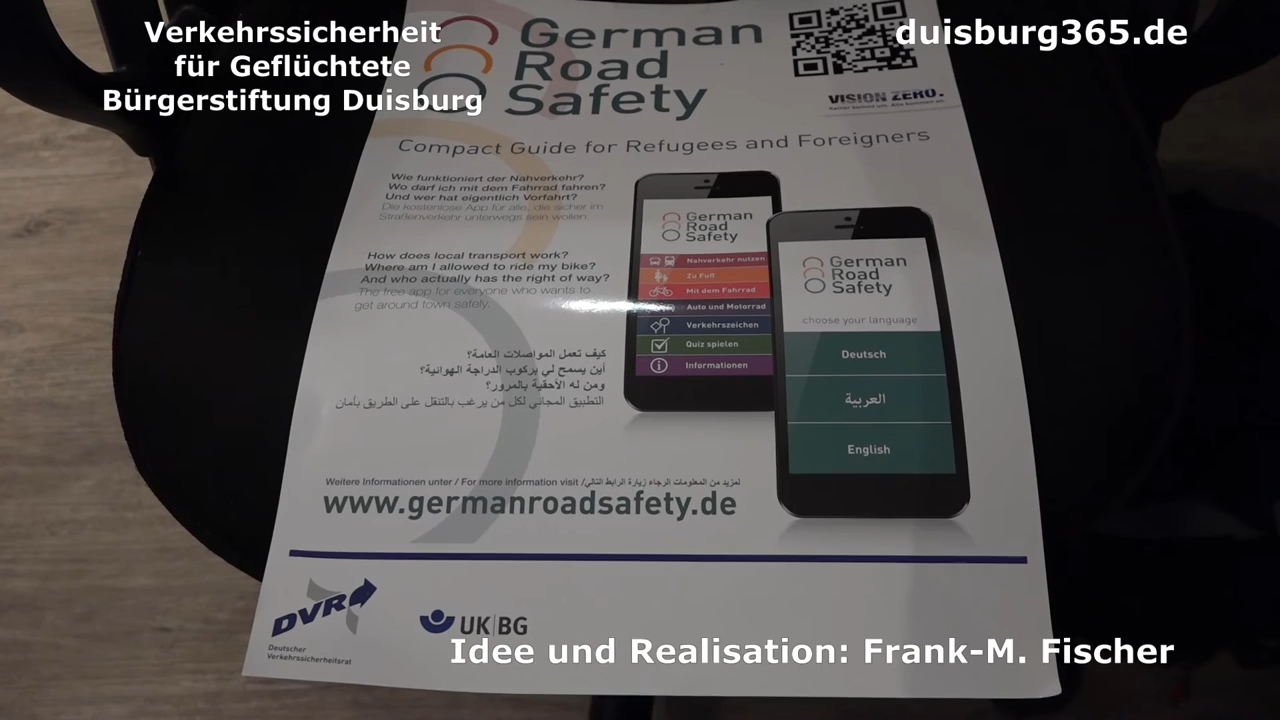 Verkehrssicherheit
für Geflüchtete
Bürgerstiftung Duisburg
duisburg365.de
German
Road
Safety
VISION ZERO.
Compact Guide for Refugees and Foreigners
Wie funktioniert der Nahverkehr?
Wo darf ich mit dem Fahrrad fahren?
Und wer hat eigentlich Vorfahrt?
Die kostenlose App für alle, die sicher im
Straßenverkehr unterwegs sein wollen.
How does local transport work?
Where am I allowed to ride my bike?
And who actually has the right of way?
The free app for everyone who wants to
get around town safely.
كيف تعمل المواصلات العامة؟
أين يسمح لي بركوب الدراجة الهوائية؟
ومن له الأحقية بالمرور؟
التطبيق المجاني لكل من يرغب بالتنقل على الطريق بأمان
German
Road
Safety
Nahverkehr nutzen
Zu Fuß
Mit dem Fahrrad
Auto und Motorrad
Verkehrszeichen
Quiz spielen
Informationen
German
Road
Safety
choose your language
Deutsch
العربية
English
Weitere Informationen unter / For more information visit / لمزيد من المعلومات الرجاء زيارة الرابط التالي
www.germanroadsafety.de
DVR
Deutscher
Verkehrssicherheitsrat
UK|BG
Idee und Realisation: Frank-M. Fischer